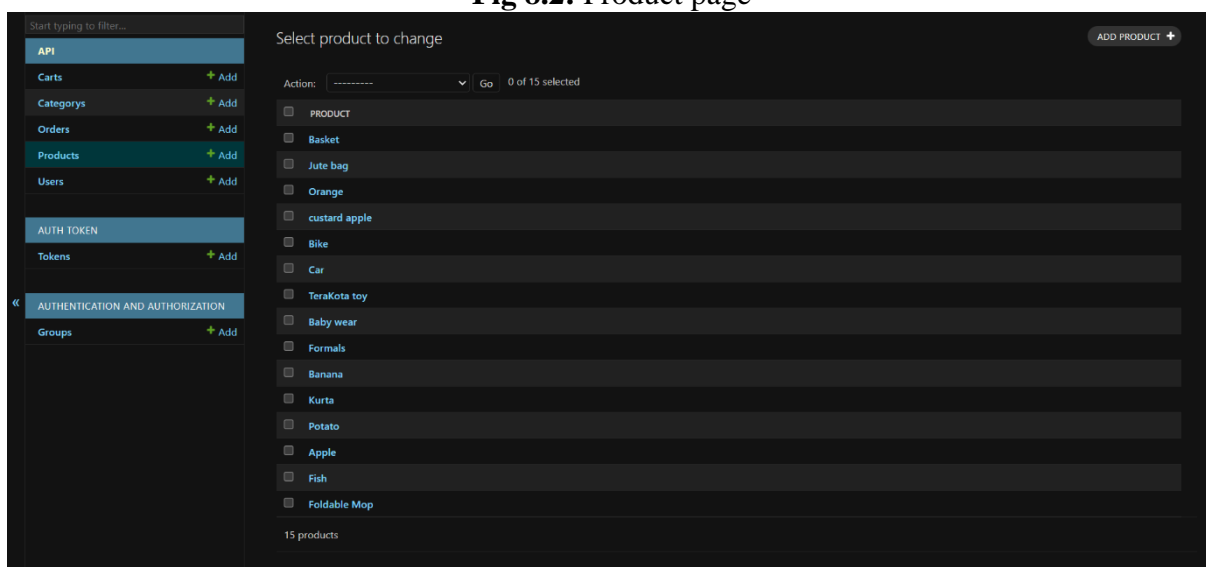 Fig 8.2: Product page
Start typing to filter...
API
Carts + Add
Categorys + Add
Orders + Add
Products + Add
Users + Add
AUTH TOKEN
Tokens + Add
«
AUTHENTICATION AND AUTHORIZATION
Groups + Add
Select product to change
ADD PRODUCT +
Action: --------- Go 0 of 15 selected
PRODUCT
Basket
Jute bag
Orange
custard apple
Bike
Car
TeraKota toy
Baby wear
Formals
Banana
Kurta
Potato
Apple
Fish
Foldable Mop
15 products